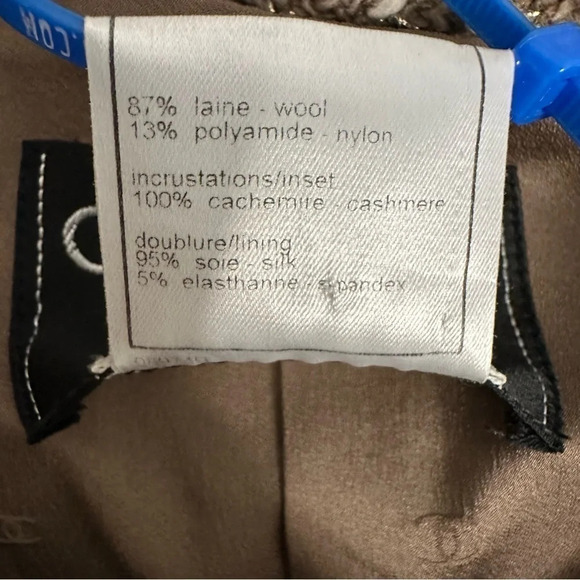 .COM
87% laine - wool
13% polyamide - nylon
incrustations/inset
100% cachemire - cashmere
doublure/lining
95% soie - silk
5% elasthanne - spandex